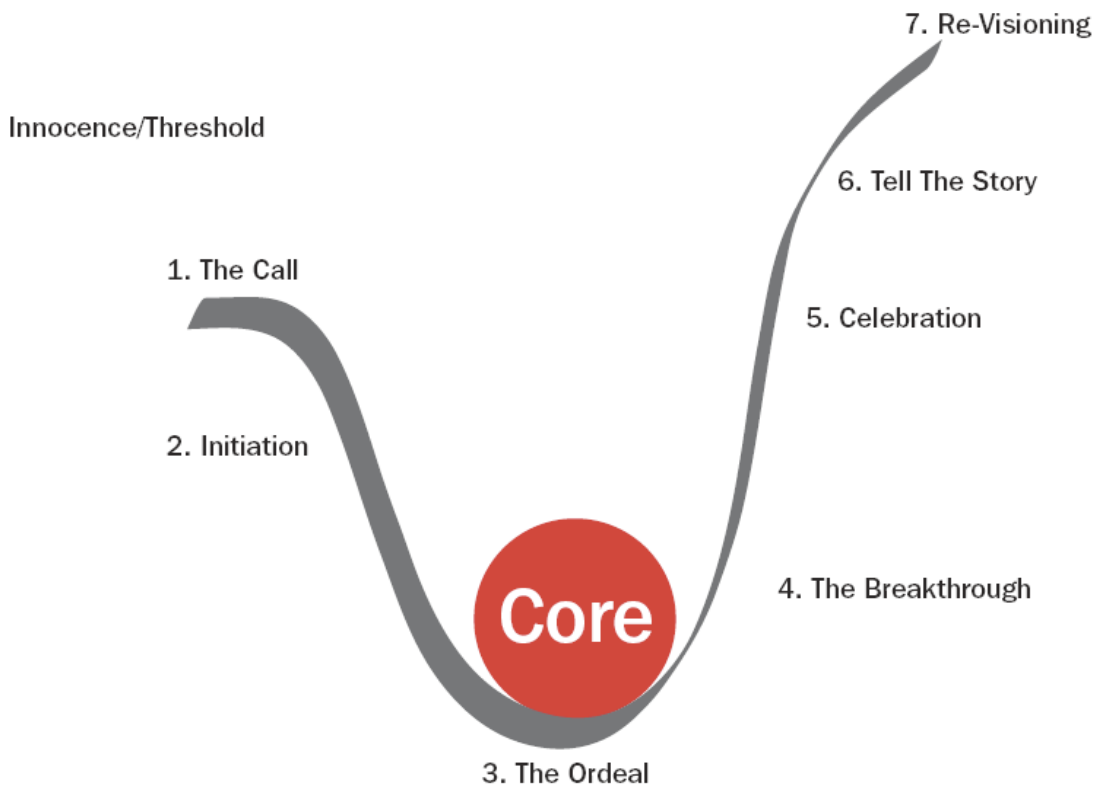 7. Re-Visioning
Innocence/Threshold
6. Tell The Story
1. The Call
5. Celebration
2. Initiation
4. The Breakthrough
Core
3. The Ordeal